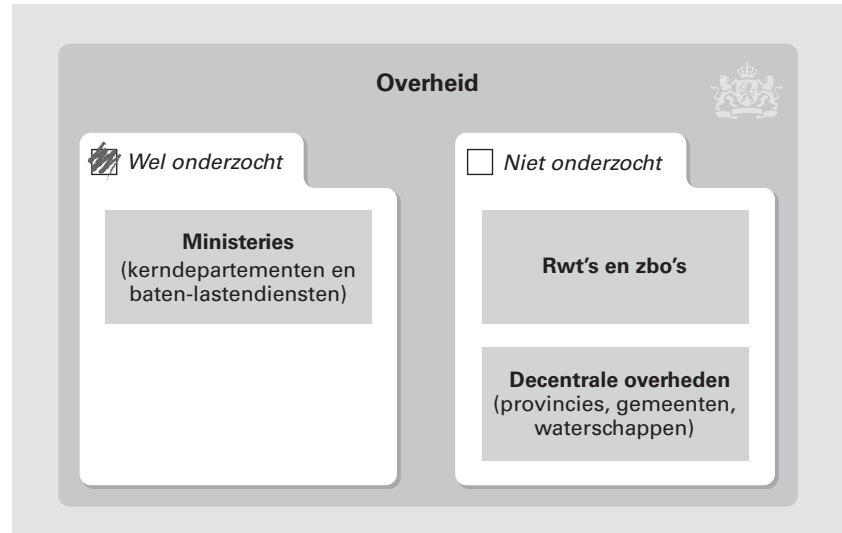 Overheid
Wel onderzocht
Ministeries
(kerndepartementen en
baten-lastendiensten)
Niet onderzocht
Rwt’s en zbo’s
Decentrale overheden
(provincies, gemeenten,
waterschappen)